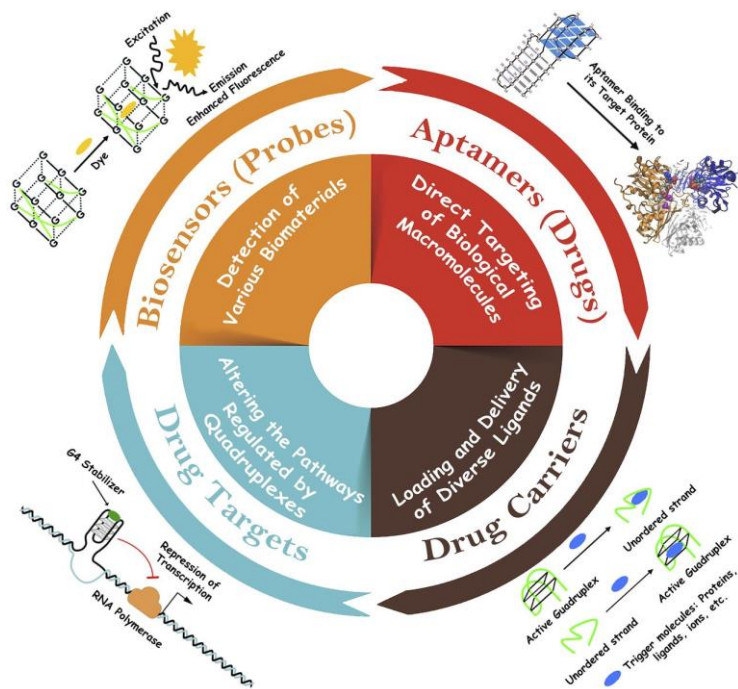 Excitation
Emission
Enhanced Fluorescence
G
G
G
G
G
G
G
G
G
G
G
G
Dye
G
G
G
G
G
G
G
G
G
G
G
G
Biosensors (Probes)
Detection of
Various Biomaterials
Aptamers (Drugs)
Direct Targeting
of Biological
Macromolecules
Aptamer Binding to
its Target Protein
Drug Targets
Altering the Pathways
Regulated by
Quadruplexes
Drug Carriers
Loading and Delivery
of Diverse Ligands
G4 Stabilizer
Repression of
Transcription
RNA Polymerase
Unordered strand
Active Quadruplex
Active Quadruplex
Unordered strand
Trigger molecules: Proteins,
ligands, ions, etc.